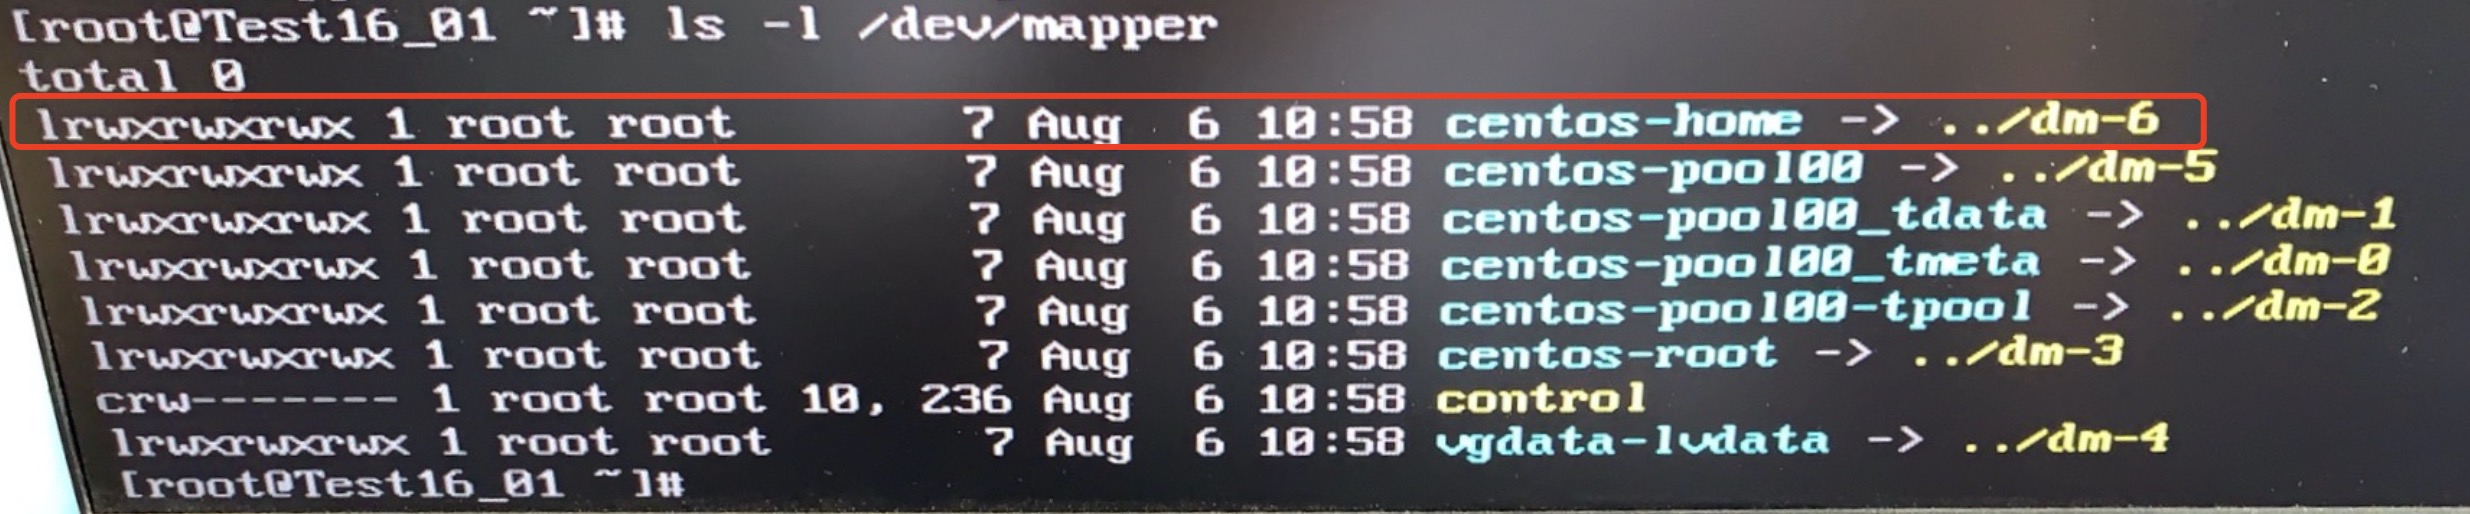 [root@Test16_01 ~]# ls -l /dev/mapper
total 0
lrwxrwxrwx 1 root root 7 Aug 6 10:58 centos-home -> ../dm-6
lrwxrwxrwx 1 root root 7 Aug 6 10:58 centos-pool00 -> ../dm-5
lrwxrwxrwx 1 root root 7 Aug 6 10:58 centos-pool00_tdata -> ../dm-1
lrwxrwxrwx 1 root root 7 Aug 6 10:58 centos-pool00_tmeta -> ../dm-0
lrwxrwxrwx 1 root root 7 Aug 6 10:58 centos-pool00-tpool -> ../dm-2
lrwxrwxrwx 1 root root 7 Aug 6 10:58 centos-root -> ../dm-3
crw------- 1 root root 10, 236 Aug 6 10:58 control
lrwxrwxrwx 1 root root 7 Aug 6 10:58 vgdata-lvdata -> ../dm-4
[root@Test16_01 ~]#